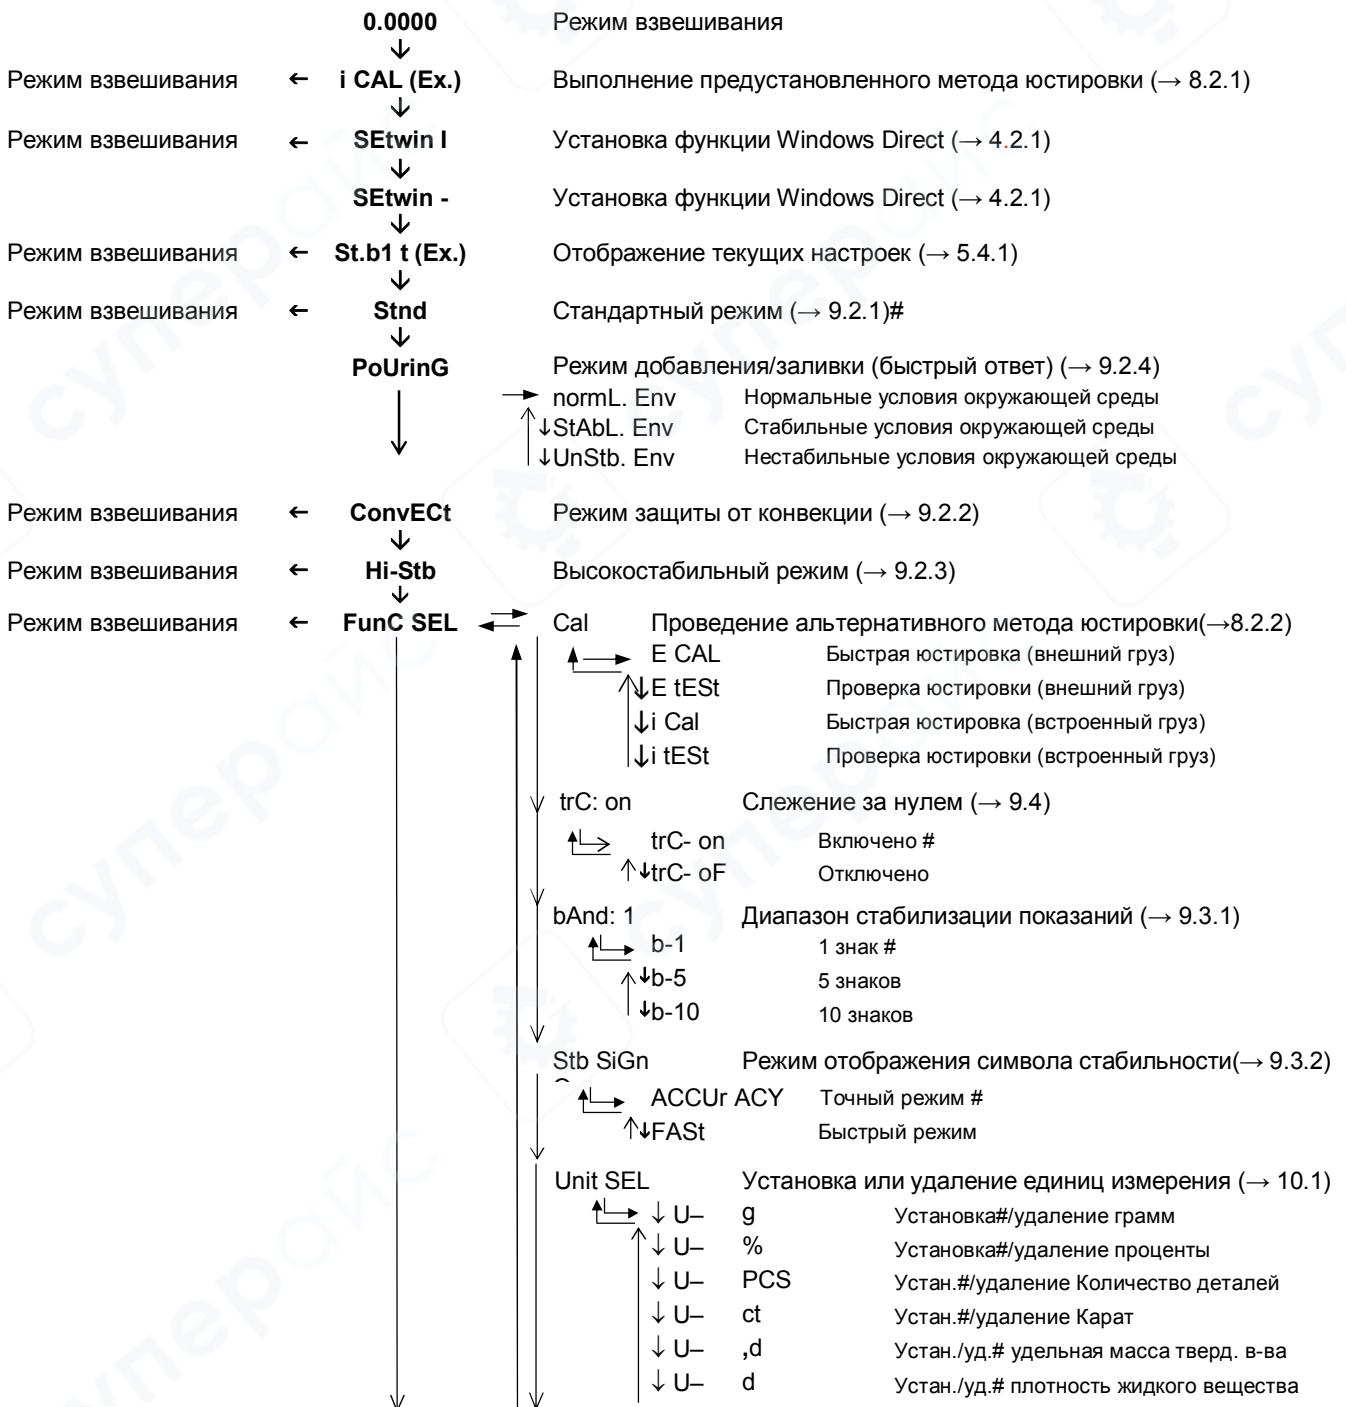 0.0000 Режим взвешивания
Режим взвешивания ← i CAL (Ex.) Выполнение предустановленного метода юстировки (→ 8.2.1)
Режим взвешивания ← SEtwin I Установка функции Windows Direct (→ 4.2.1)
SEtwin - Установка функции Windows Direct (→ 4.2.1)
Режим взвешивания ← St.b1 t (Ex.) Отображение текущих настроек (→ 5.4.1)
Режим взвешивания ← Stnd Стандартный режим (→ 9.2.1)#
PoUrinG Режим добавления/заливки (быстрый ответ) (→ 9.2.4)
normL. Env Нормальные условия окружающей среды
↓StAbL. Env Стабильные условия окружающей среды
↓UnStb. Env Нестабильные условия окружающей среды
Режим взвешивания ← ConvECt Режим защиты от конвекции (→ 9.2.2)
Режим взвешивания ← Hi-Stb Высокостабильный режим (→ 9.2.3)
Режим взвешивания ← FunC SEL Cal Проведение альтернативного метода юстировки(→8.2.2)
E CAL Быстрая юстировка (внешний груз)
↓E tESt Проверка юстировки (внешний груз)
↓i Cal Быстрая юстировка (встроенный груз)
↓i tESt Проверка юстировки (встроенный груз)
trC: on Слежение за нулем (→ 9.4)
trC- on Включено #
↓trC- oF Отключено
bAnd: 1 Диапазон стабилизации показаний (→ 9.3.1)
b-1 1 знак #
↓b-5 5 знаков
↓b-10 10 знаков
Stb SiGn Режим отображения символа стабильности(→ 9.3.2)
ACCUr ACY Точный режим #
↓FASt Быстрый режим
Unit SEL Установка или удаление единиц измерения (→ 10.1)
↓ U– g Установка#/удаление грамм
↓ U– % Установка#/удаление проценты
↓ U– PCS Устан.#/удаление Количество деталей
↓ U– ct Устан.#/удаление Карат
↓ U– ,d Устан./уд.# удельная масса тверд. в-ва
↓ U– d Устан./уд.# плотность жидкого вещества